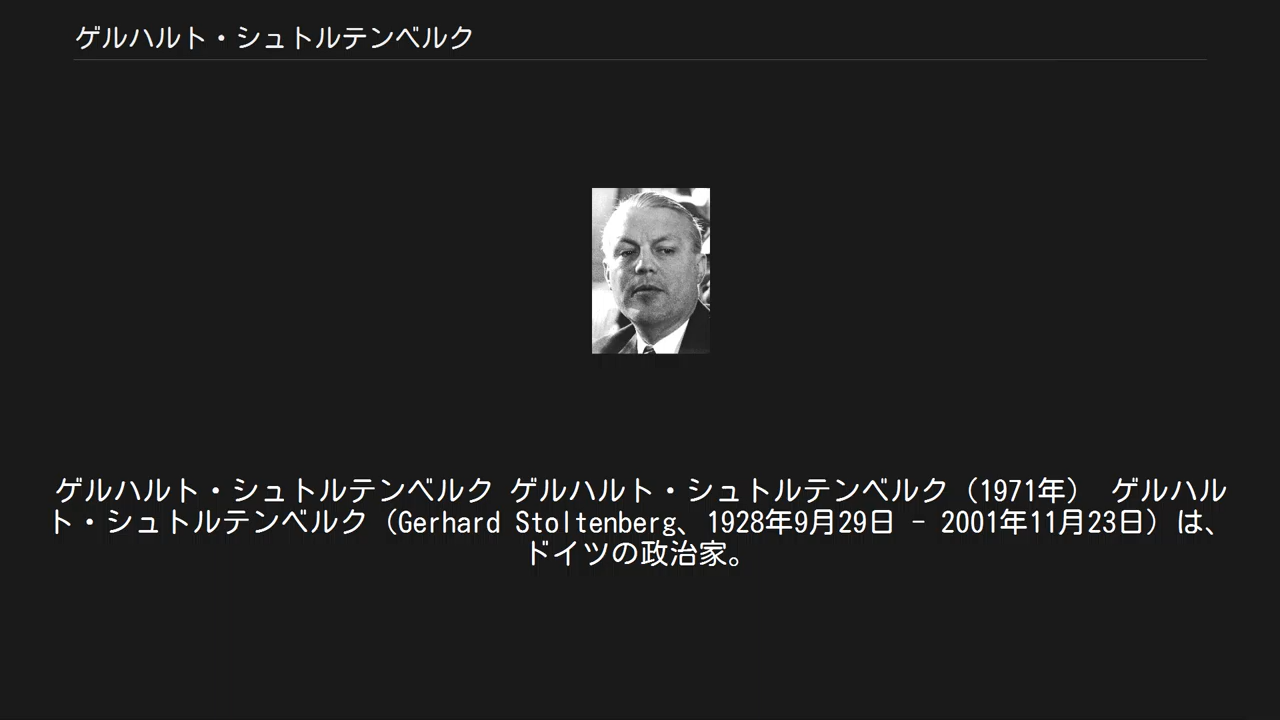 ゲルハルト・シュトルテンベルク
ゲルハルト・シュトルテンベルク ゲルハルト・シュトルテンベルク（1971年） ゲルハル
ト・シュトルテンベルク（Gerhard Stoltenberg、1928年9月29日 - 2001年11月23日）は、
ドイツの政治家。